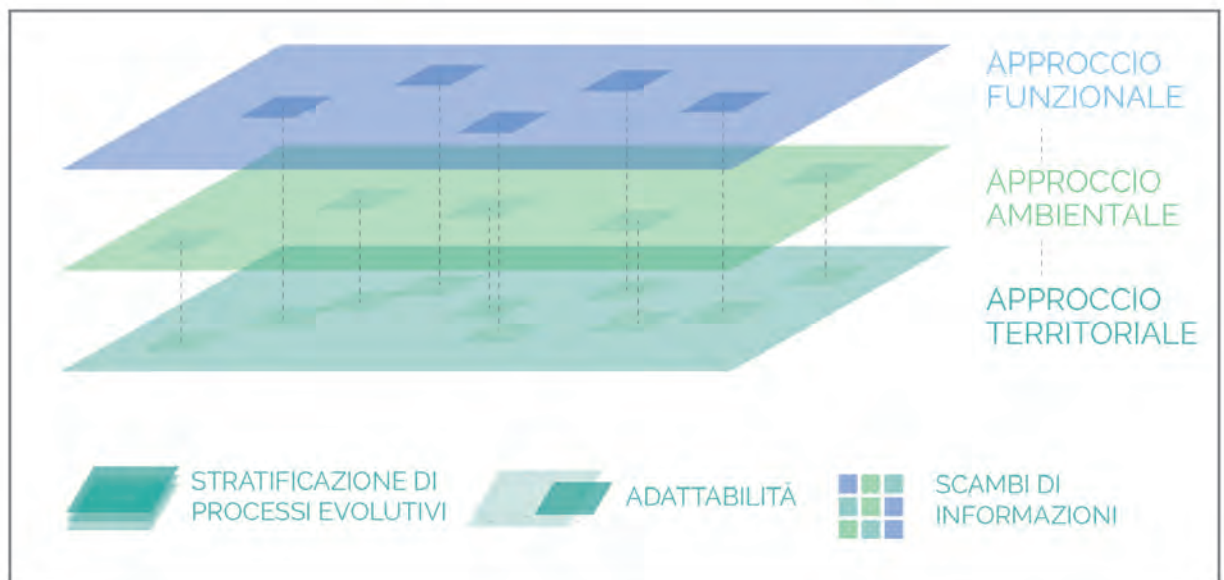 APPROCCIO
FUNZIONALE
APPROCCIO
AMBIENTALE
APPROCCIO
TERRITORIALE
STRATIFICAZIONE DI
PROCESSI EVOLUTIVI
ADATTABILITÀ
SCAMBI DI
INFORMAZIONI